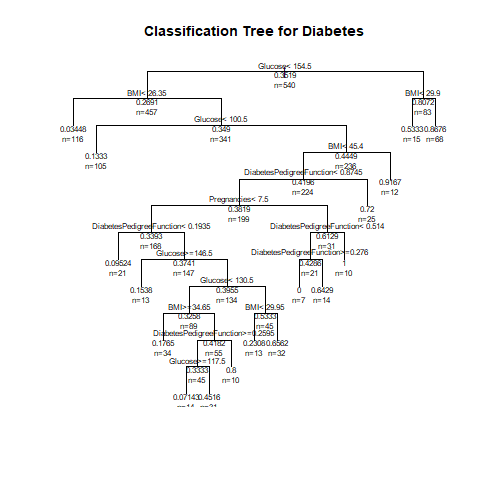 Classification Tree for Diabetes
Glucose< 154.5
0.3519
n=540
BMI< 26.35
0.2691
n=457
BMI< 29.9
0.8072
n=83
0.03448
n=116
Glucose< 100.5
0.349
n=341
0.5333
n=15
0.8676
n=68
0.1333
n=105
BMI< 45.4
0.4449
n=236
DiabetesPedigreeFunction< 0.8745
0.4196
n=224
0.9167
n=12
Pregnancies< 7.5
0.3819
n=199
0.72
n=25
DiabetesPedigreeFunction< 0.1935
0.3393
n=168
DiabetesPedigreeFunction< 0.514
0.6129
n=31
0.09524
n=21
Glucose>=146.5
0.3741
n=147
DiabetesPedigreeFunction>=0.276
0.4286
n=21
1
n=10
0.1538
n=13
Glucose< 130.5
0.3955
n=134
0
n=7
0.6429
n=14
BMI>=34.65
0.3258
n=89
BMI< 29.95
0.5333
n=45
0.1765
n=34
DiabetesPedigreeFunction>=0.2595
0.4182
n=55
0.2308
n=13
0.6562
n=32
Glucose>=117.5
0.3333
n=45
0.8
n=10
0.07143
n=14
0.4516
n=31